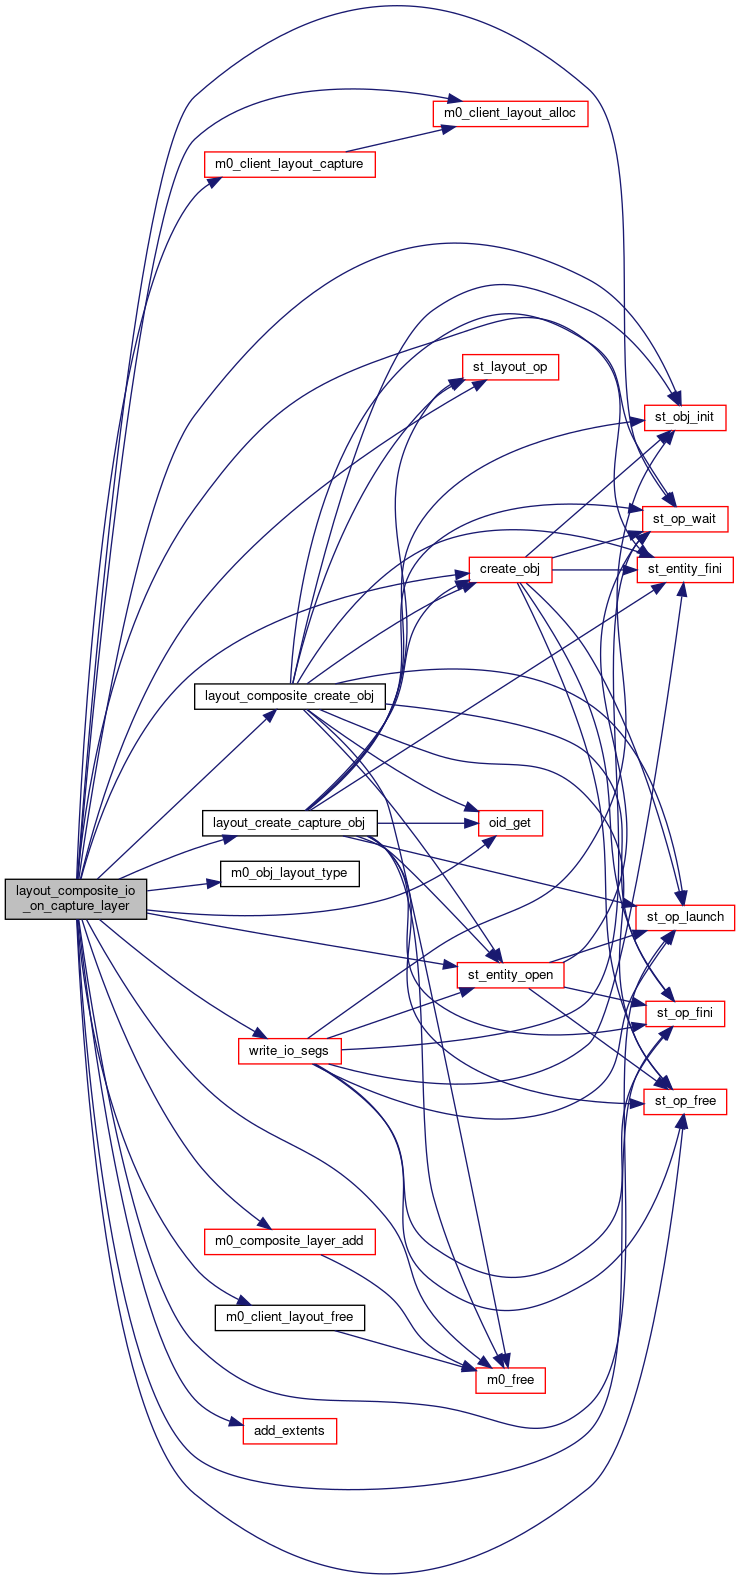 m0_client_layout_alloc
m0_client_layout_capture
st_layout_op
st_obj_init
st_op_wait
create_obj
st_entity_fini
layout_composite_create_obj
layout_create_capture_obj
oid_get
m0_obj_layout_type
layout_composite_io
_on_capture_layer
st_op_launch
st_entity_open
st_op_fini
write_io_segs
st_op_free
m0_composite_layer_add
m0_client_layout_free
m0_free
add_extents